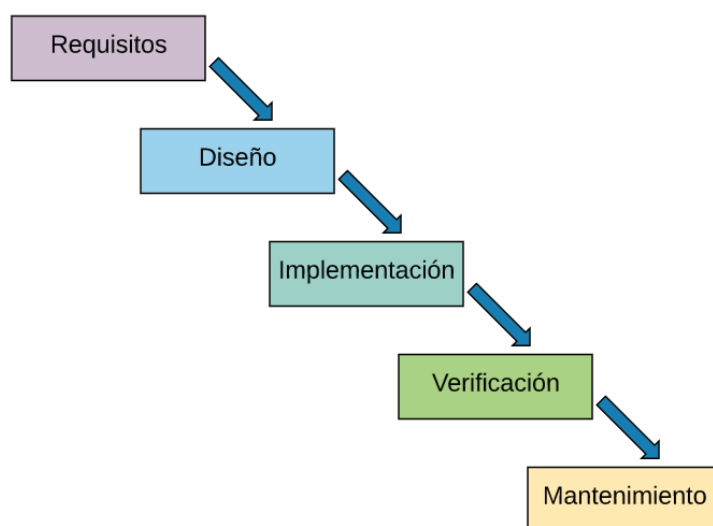 Requisitos
Diseño
Implementación
Verificación
Mantenimiento